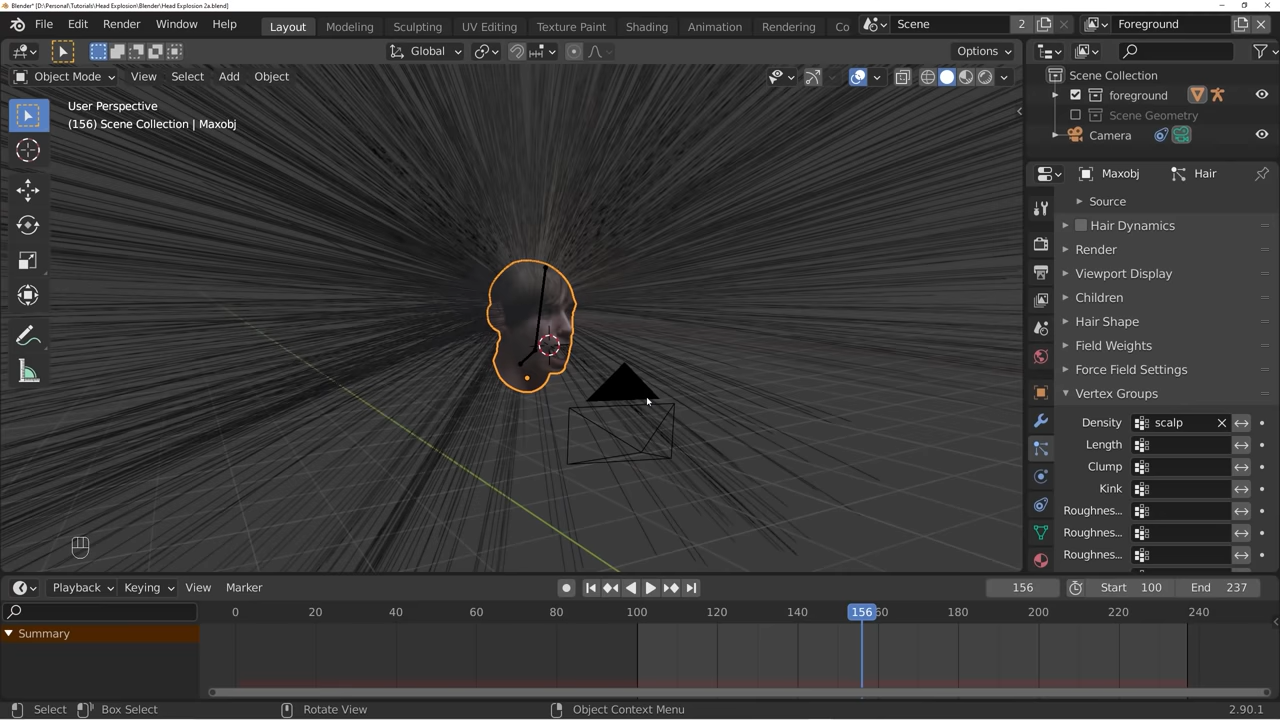 Blender* [D:\Personal\Tutorials\Head Explosion\Blender\Head Explosion 2a.blend]
File Edit Render Window Help Layout Modeling Sculpting UV Editing Texture Paint Shading Animation Rendering Co Scene 2 Foreground
Global Options
Object Mode View Select Add Object
User Perspective
(156) Scene Collection | Maxobj
Scene Collection
foreground
Scene Geometry
Camera
Maxobj Hair
Source
Hair Dynamics
Render
Viewport Display
Children
Hair Shape
Field Weights
Force Field Settings
Vertex Groups
Density scalp
Length
Clump
Kink
Roughnes...
Roughnes...
Roughnes...
Playback Keying View Marker 156 Start 100 End 237
0 20 40 60 80 100 120 140 156 60 180 200 220 240
Summary
Select Box Select Rotate View Object Context Menu 2.90.1